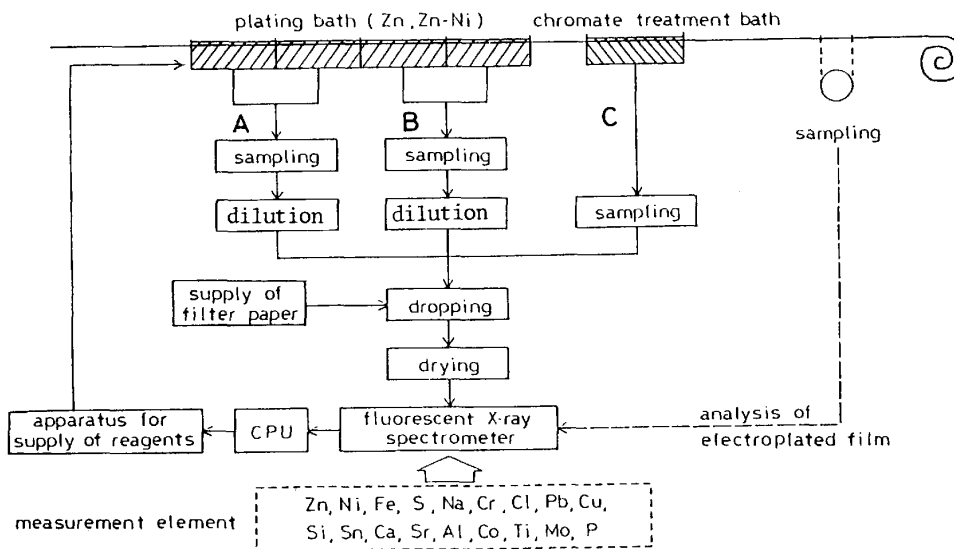 plating bath (Zn, Zn-Ni)
chromate treatment bath
A
B
C
sampling
sampling
sampling
dilution
dilution
sampling
supply of
filter paper
dropping
drying
apparatus for
supply of reagents
CPU
fluorescent X-ray
spectrometer
analysis of
electroplated film
measurement element
Zn, Ni, Fe, S, Na, Cr, Cl, Pb, Cu,
Si, Sn, Ca, Sr, Al, Co, Ti, Mo, P